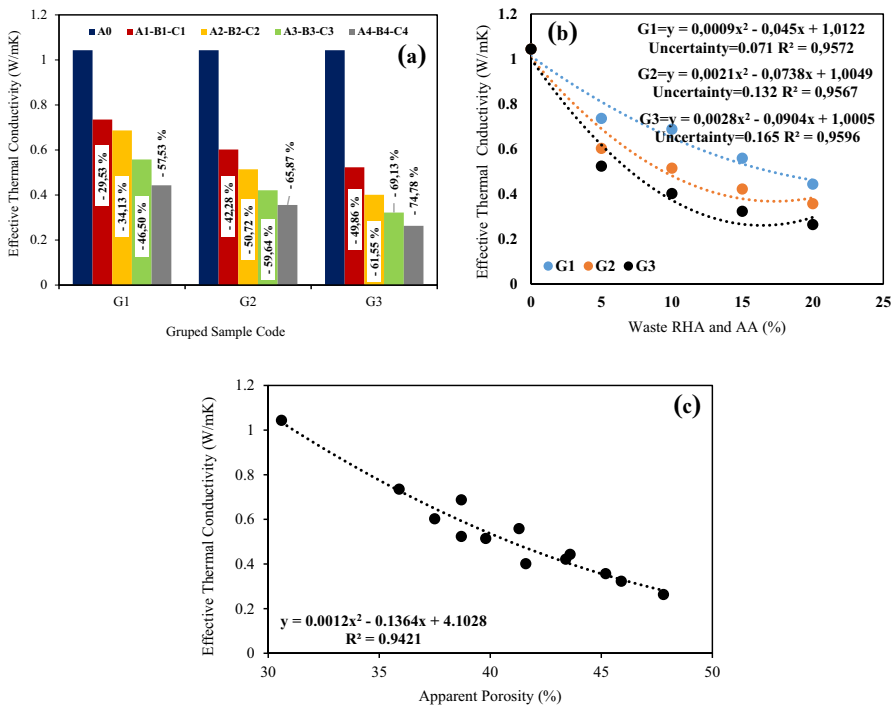 A0 A1-B1-C1 A2-B2-C2 A3-B3-C3 A4-B4-C4
(a)
Effective Thermal Conductivity (W/mK)
1.2
1
0.8
0.6
0.4
0.2
0
- 29,53 %
- 34,13 %
- 46,50 %
- 57,53 %
- 42,28 %
- 50,72 %
- 59,64 %
- 65,87 %
- 49,86 %
- 61,55 %
- 69,13 %
- 74,78 %
G1 G2 G3
Gruped Sample Code
(b)
G1=y = 0,0009x² - 0,045x + 1,0122
Uncertainty=0.071 R² = 0,9572
G2=y = 0,0021x² - 0,0738x + 1,0049
Uncertainty=0.132 R² = 0,9567
G3=y = 0,0028x² - 0,0904x + 1,0005
Uncertainty=0.165 R² = 0,9596
Effective Thermal Cnductivity (W/mK)
1.2
1
0.8
0.6
0.4
0.2
0
G1 G2 G3
0 5 10 15 20 25
Waste RHA and AA (%)
(c)
Effective Thermal Conductivity (W/mK)
1.2
1
0.8
0.6
0.4
0.2
0
y = 0.0012x² - 0.1364x + 4.1028
R² = 0.9421
30 35 40 45 50
Apparent Porosity (%)